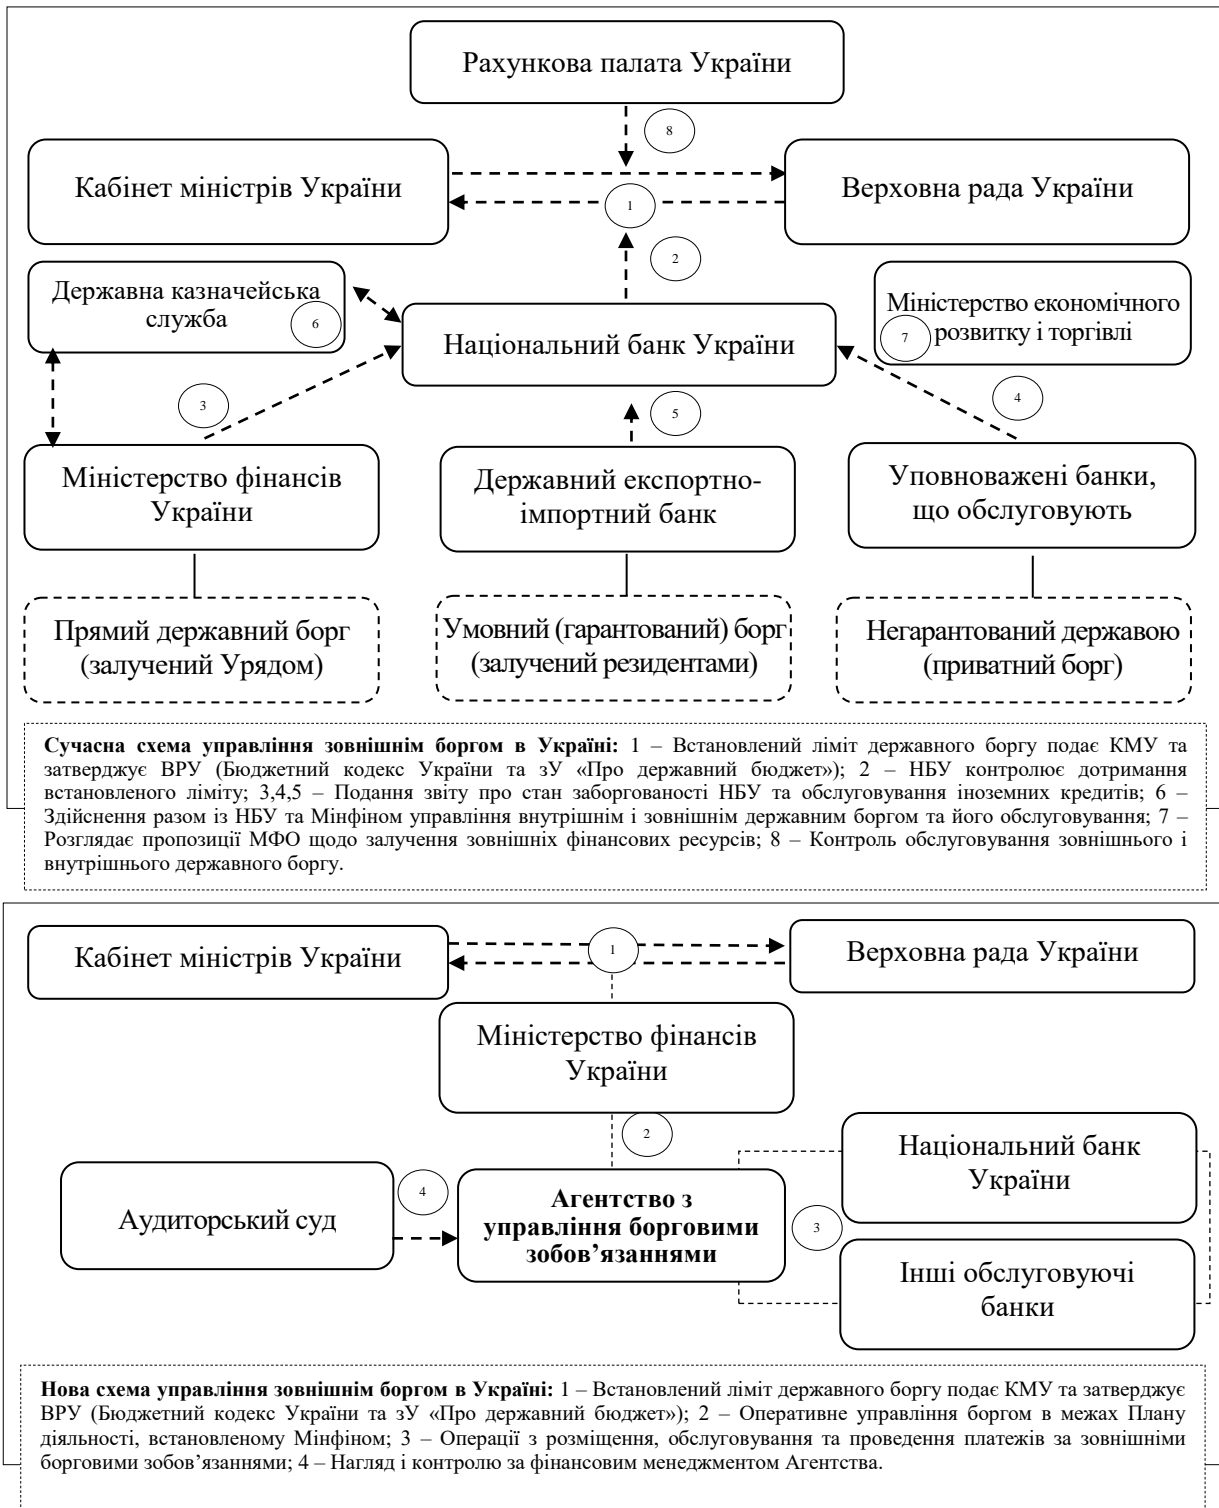 Рахункова палата України
8
Кабінет міністрів України
Верховна рада України
1
2
Державна казначейська
служба
6
Національний банк України
Міністерство економічного
7 розвитку і торгівлі
3
5
4
Міністерство фінансів
України
Державний експортно-
імпортний банк
Уповноважені банки,
що обслуговують
Прямий державний борг
(залучений Урядом)
Умовний (гарантований) борг
(залучений резидентами)
Негарантований державою
(приватний борг)
Сучасна схема управління зовнішнім боргом в Україні: 1 – Встановлений ліміт державного боргу подає КМУ та
затверджує ВРУ (Бюджетний кодекс України та зУ «Про державний бюджет»); 2 – НБУ контролює дотримання
встановленого ліміту; 3,4,5 – Подання звіту про стан заборгованості НБУ та обслуговування іноземних кредитів; 6 –
Здійснення разом із НБУ та Мінфіном управління внутрішнім і зовнішнім державним боргом та його обслуговування; 7 –
Розглядає пропозиції МФО щодо залучення зовнішніх фінансових ресурсів; 8 – Контроль обслуговування зовнішнього і
внутрішнього державного боргу.
Кабінет міністрів України
1
Верховна рада України
Міністерство фінансів
України
2
Національний банк
України
Аудиторський суд
4
Агентство з
управління борговими
зобов’язаннями
3
Інші обслуговуючі
банки
Нова схема управління зовнішнім боргом в Україні: 1 – Встановлений ліміт державного боргу подає КМУ та затверджує
ВРУ (Бюджетний кодекс України та зУ «Про державний бюджет»); 2 – Оперативне управління боргом в межах Плану
діяльності, встановленому Мінфіном; 3 – Операції з розміщення, обслуговування та проведення платежів за зовнішніми
борговими зобов’язаннями; 4 – Нагляд і контролю за фінансовим менеджментом Агентства.